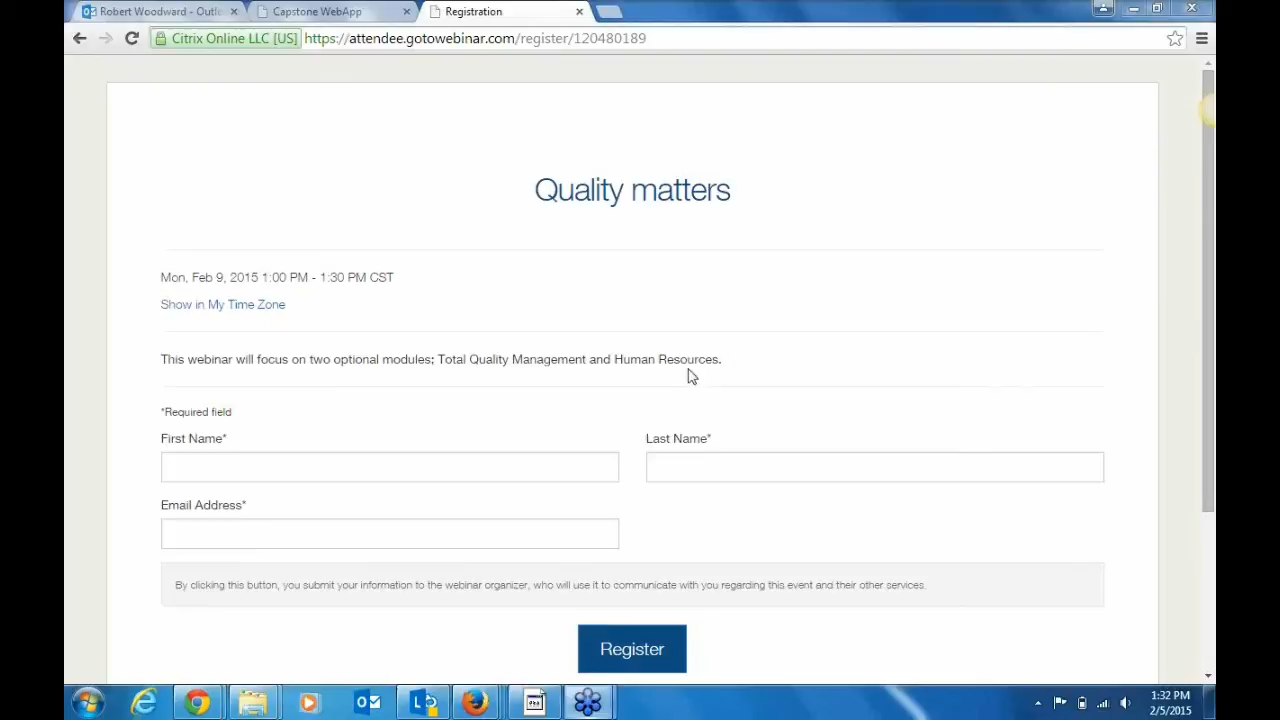 Robert Woodward - Outlo
Capstone WebApp
Registration
Citrix Online LLC [US]
https://attendee.gotowebinar.com/register/120480189
Quality matters
Mon, Feb 9, 2015 1:00 PM - 1:30 PM CST
Show in My Time Zone
This webinar will focus on two optional modules; Total Quality Management and Human Resources.
*Required field
First Name*
Last Name*
Email Address*
By clicking this button, you submit your information to the webinar organizer, who will use it to communicate with you regarding this event and their other services.
Register
1:32 PM
2/5/2015